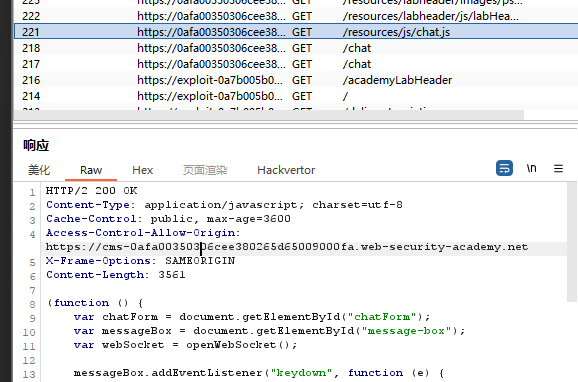 222 https://0afa00350306cee38... GET /resources/labheader/js/labHea...
221 https://0afa00350306cee38... GET /resources/js/chat.js
218 https://0afa00350306cee38... GET /chat
217 https://0afa00350306cee38... GET /chat
216 https://exploit-0a7b005b0... GET /academyLabHeader
214 https://exploit-0a7b005b0... GET /
响应
美化 Raw Hex 页面渲染 Hackvertor \n
1 HTTP/2 200 OK
2 Content-Type: application/javascript; charset=utf-8
3 Cache-Control: public, max-age=3600
4 Access-Control-Allow-Origin:
https://cms-0afa00350306cee380265d65009000fa.web-security-academy.net
5 X-Frame-Options: SAMEORIGIN
6 Content-Length: 3561
7
8 (function () {
9 var chatForm = document.getElementById("chatForm");
10 var messageBox = document.getElementById("message-box");
11 var webSocket = openWebSocket();
12
13 messageBox.addEventListener("keydown", function (e) {